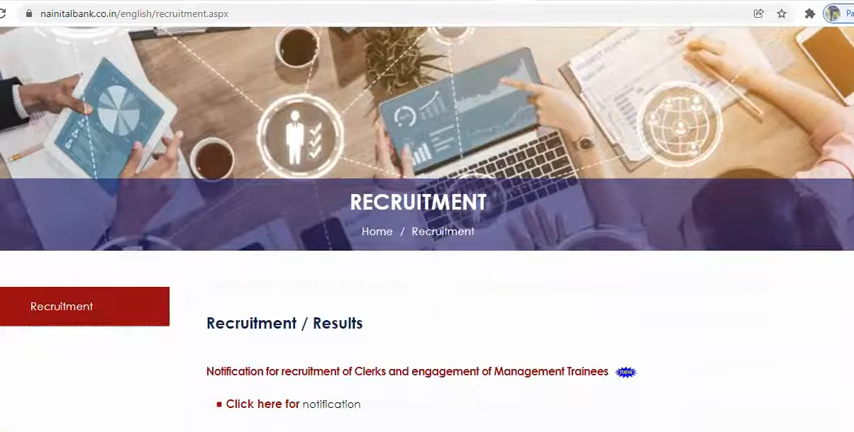 nainitalbank.co.in/english/recruitment.aspx
RECRUITMENT
Home / Recruitment
Recruitment
Recruitment / Results
Notification for recruitment of Clerks and engagement of Management Trainees new
Click here for notification